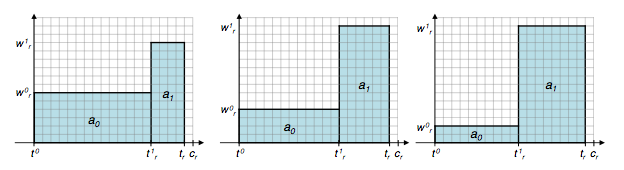 w¹ᵣ
w⁰ᵣ
a₀
a₁
t⁰ t¹ᵣ tᵣ cᵣ
w¹ᵣ
w⁰ᵣ
a₀
a₁
t⁰ t¹ᵣ tᵣ cᵣ
w¹ᵣ
w⁰ᵣ
a₀
a₁
t⁰ t¹ᵣ tᵣ cᵣ